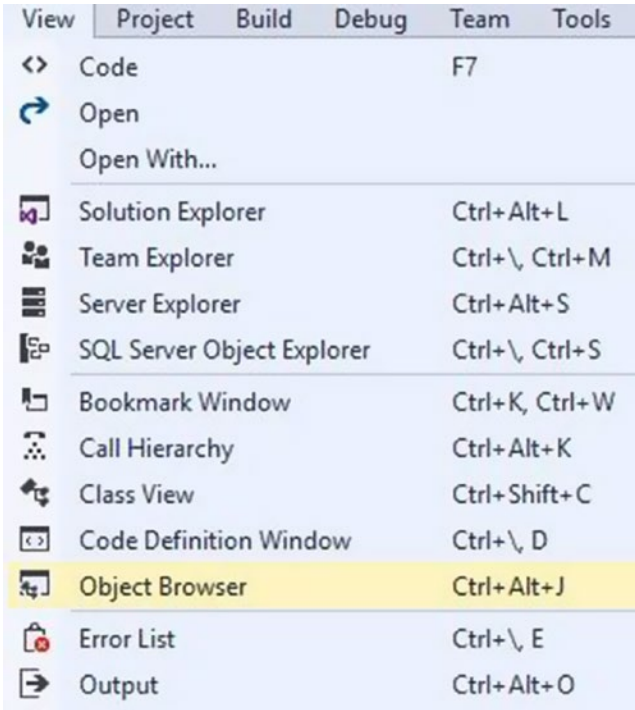 View Project Build Debug Team Tools
Code F7
Open
Open With...
Solution Explorer Ctrl+Alt+L
Team Explorer Ctrl+\, Ctrl+M
Server Explorer Ctrl+Alt+S
SQL Server Object Explorer Ctrl+\, Ctrl+S
Bookmark Window Ctrl+K, Ctrl+W
Call Hierarchy Ctrl+Alt+K
Class View Ctrl+Shift+C
Code Definition Window Ctrl+\, D
Object Browser Ctrl+Alt+J
Error List Ctrl+\, E
Output Ctrl+Alt+O